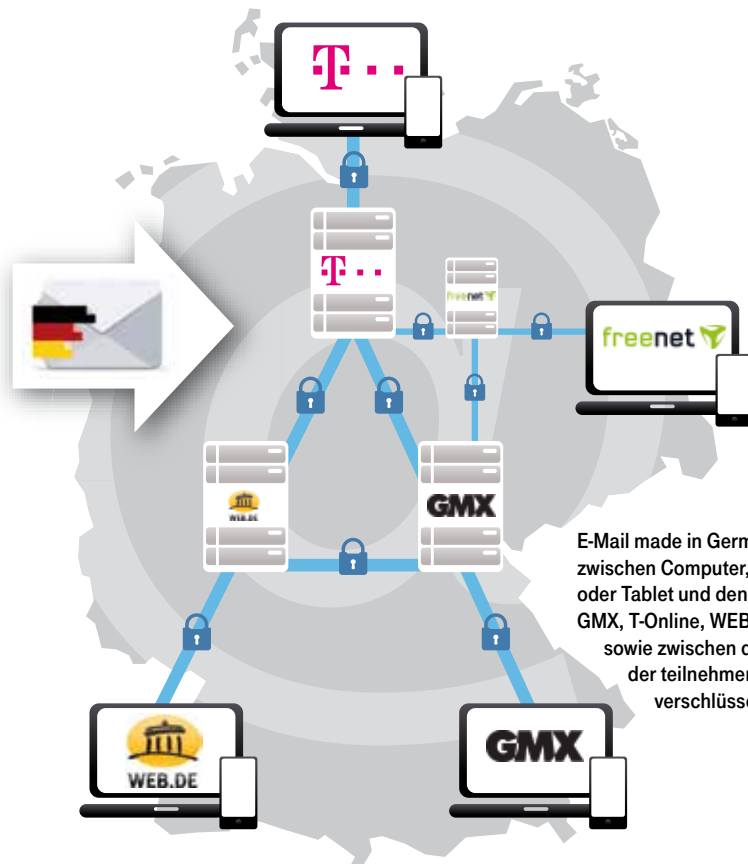 T··
T··
freenet
freenet
WEB.DE
GMX
E-Mail made in Germ
zwischen Computer,
oder Tablet und den
GMX, T-Online, WEB
sowie zwischen d
der teilnehmer
verschlüsse
WEB.DE
GMX